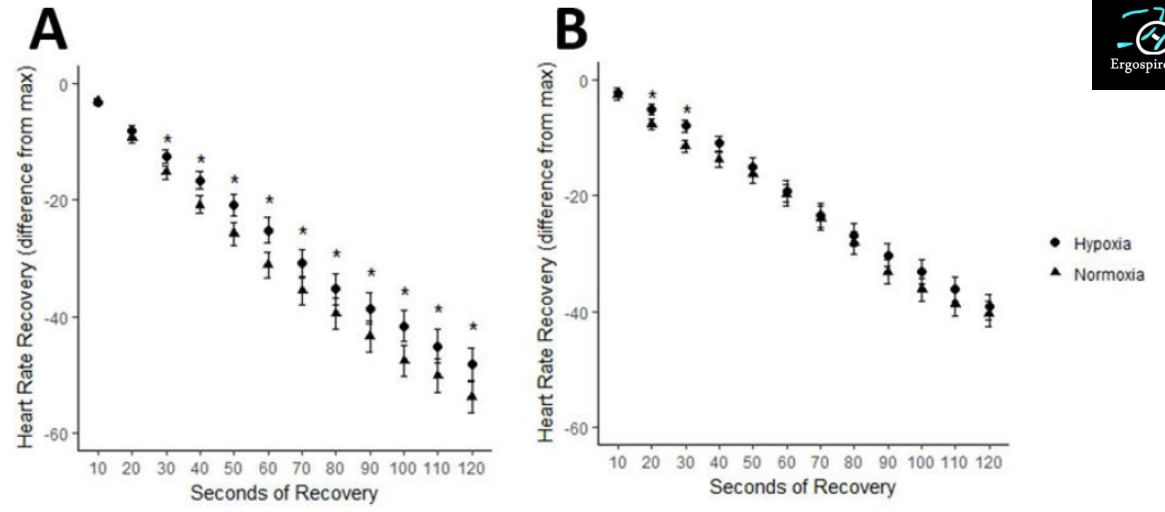 A
Heart Rate Recovery (difference from max)
0
-20
-40
-60
* * * * * * * * * *
10 20 30 40 50 60 70 80 90 100 110 120
Seconds of Recovery
B
Heart Rate Recovery (difference from max)
0
-20
-40
-60
* *
10 20 30 40 50 60 70 80 90 100 110 120
Seconds of Recovery
Hypoxia
Normoxia